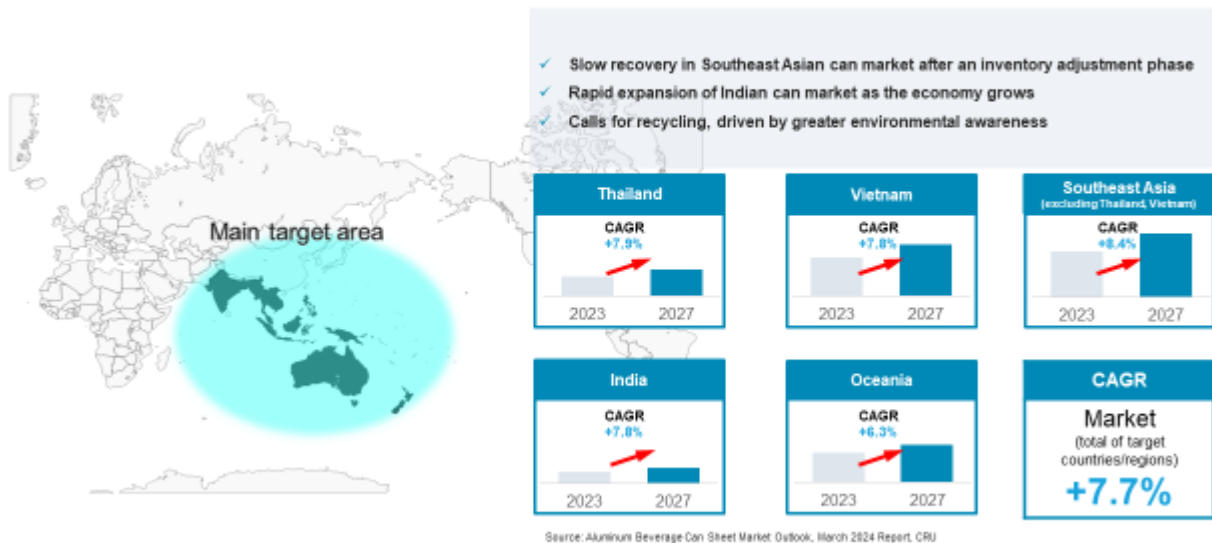 Slow recovery in Southeast Asian can market after an inventory adjustment phase
Rapid expansion of Indian can market as the economy grows
Calls for recycling, driven by greater environmental awareness
Main target area
Thailand
CAGR
+7.9%
2023 2027
Vietnam
CAGR
+7.8%
2023 2027
Southeast Asia
(excluding Thailand, Vietnam)
CAGR
+8.4%
2023 2027
India
CAGR
+7.8%
2023 2027
Oceania
CAGR
+6.3%
2023 2027
CAGR
Market
(total of target
countries/regions)
+7.7%
Source: Aluminum Beverage Can Sheet Market Outlook, March 2024 Report, CRU